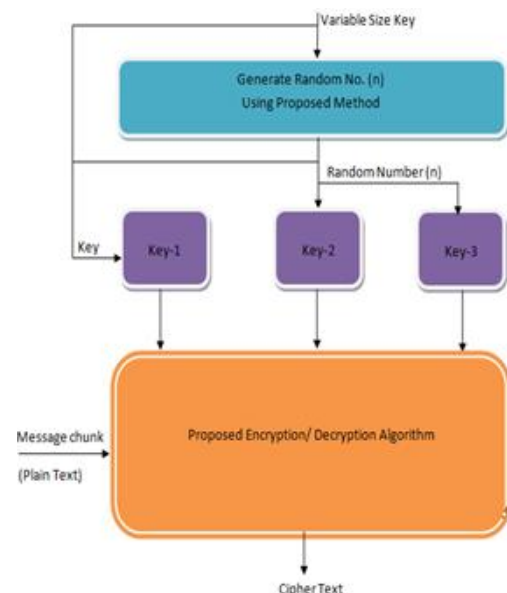 Variable Size Key
Generate Random No. (n)
Using Proposed Method
Random Number (n)
Key
Key-1
Key-2
Key-3
Message chunk
(Plain Text)
Proposed Encryption/ Decryption Algorithm
Cipher Text